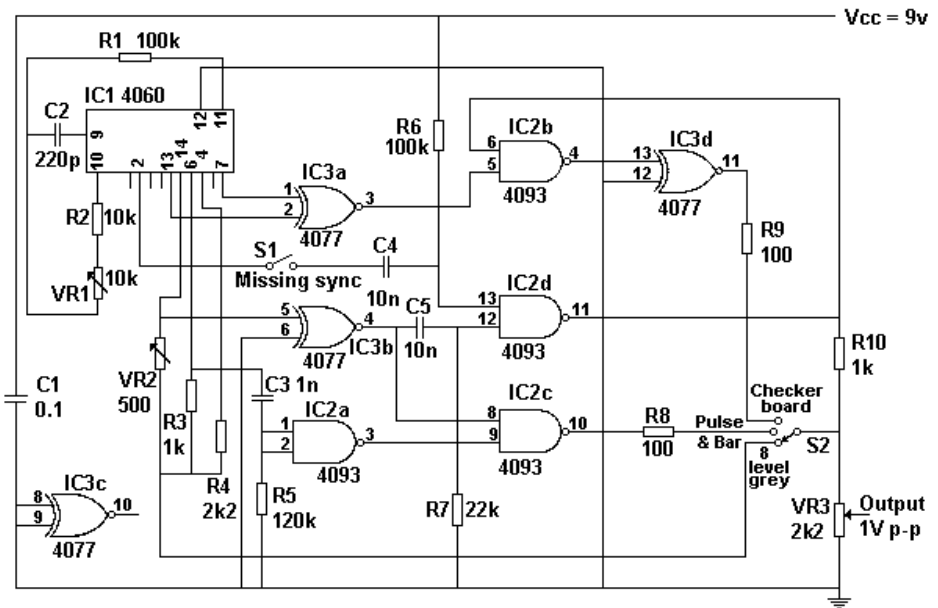 Vcc = 9v
R1 100k
IC1 4060
C2
220p
9
10
2
13
14
6
4
7
12
11
R2
10k
VR1
10k
R6
100k
IC2b
6
5
4
4093
IC3d
13
12
11
4077
IC3a
1
2
3
4077
R9
100
S1
Missing sync
C4
10n
C5
10n
IC2d
13
12
11
4093
5
6
4
4077
IC3b
VR2
500
C1
0.1
R3
1k
C3 1n
IC2a
1
2
3
4093
IC2c
8
9
10
4093
R8
100
R10
1k
Checker
board
Pulse
& Bar
8
level
grey
S2
R4
2k2
R5
120k
R7
22k
IC3c
8
9
10
4077
VR3
2k2
Output
1V p-p